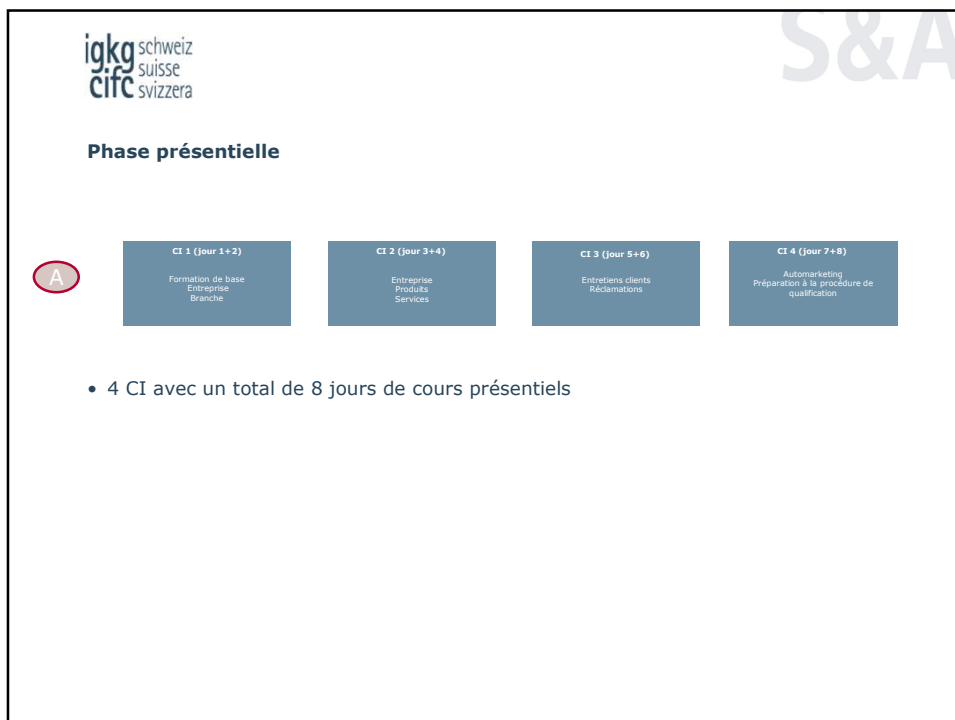 igkg schweiz
suisse
cifc svizzera
S&A
Phase présentielle
A
CI 1 (jour 1+2)
Formation de base
Entreprise
Branche
CI 2 (jour 3+4)
Entreprise
Produits
Services
CI 3 (jour 5+6)
Entretiens clients
Réclamations
CI 4 (jour 7+8)
Automarketing
Préparation à la procédure de
qualification
• 4 CI avec un total de 8 jours de cours présentiels